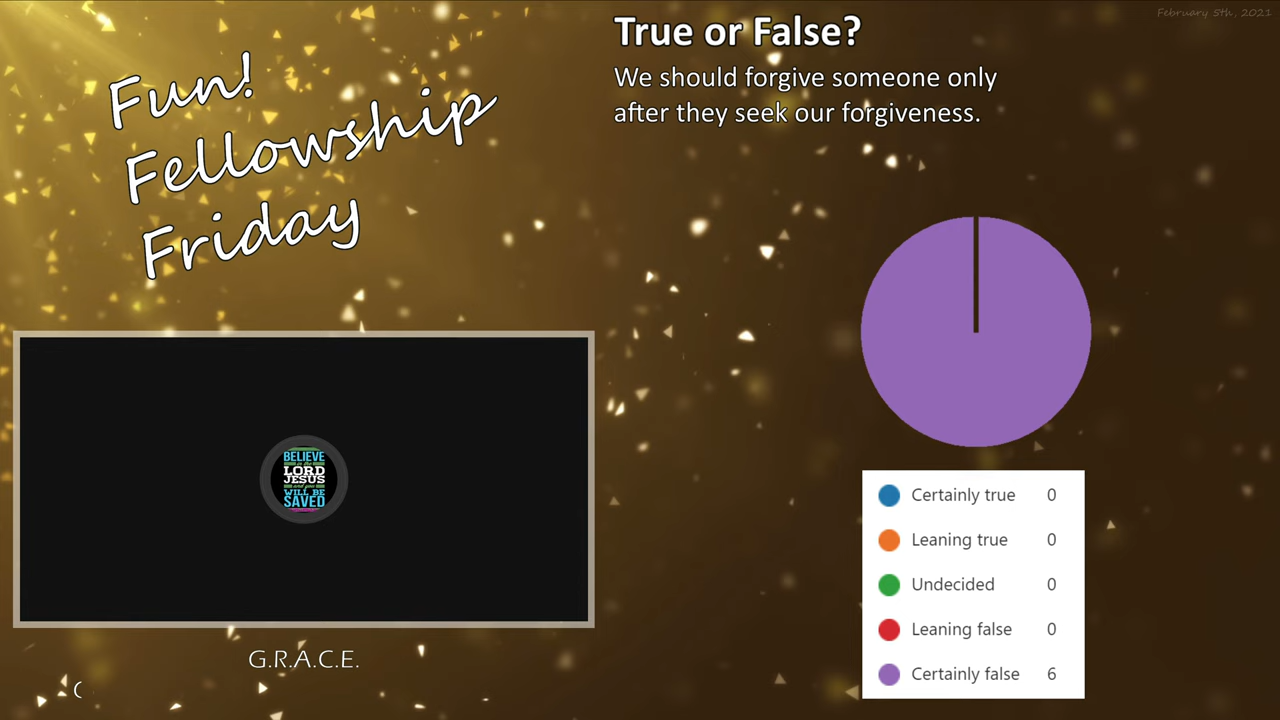 February 5th, 2021
Fun!
Fellowship
Friday
True or False?
We should forgive someone only
after they seek our forgiveness.
BELIEVE
LORD
JESUS
and you
WILL BE
SAVED
G.R.A.C.E.
(
Certainly true 0
Leaning true 0
Undecided 0
Leaning false 0
Certainly false 6